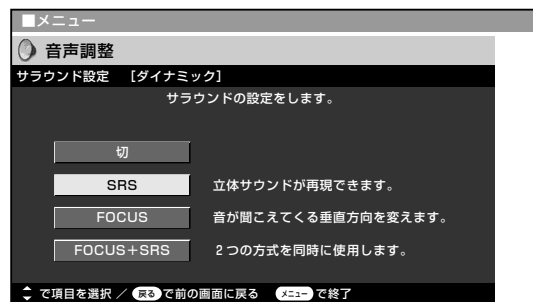 ■メニュー
音声調整
サラウンド設定 [ダイナミック]
サラウンドの設定をします。
切
SRS 立体サウンドが再現できます。
FOCUS 音が聞こえてくる垂直方向を変えます。
FOCUS+SRS 2つの方式を同時に使用します。
で項目を選択 / 戻る で前の画面に戻る メニュー で終了